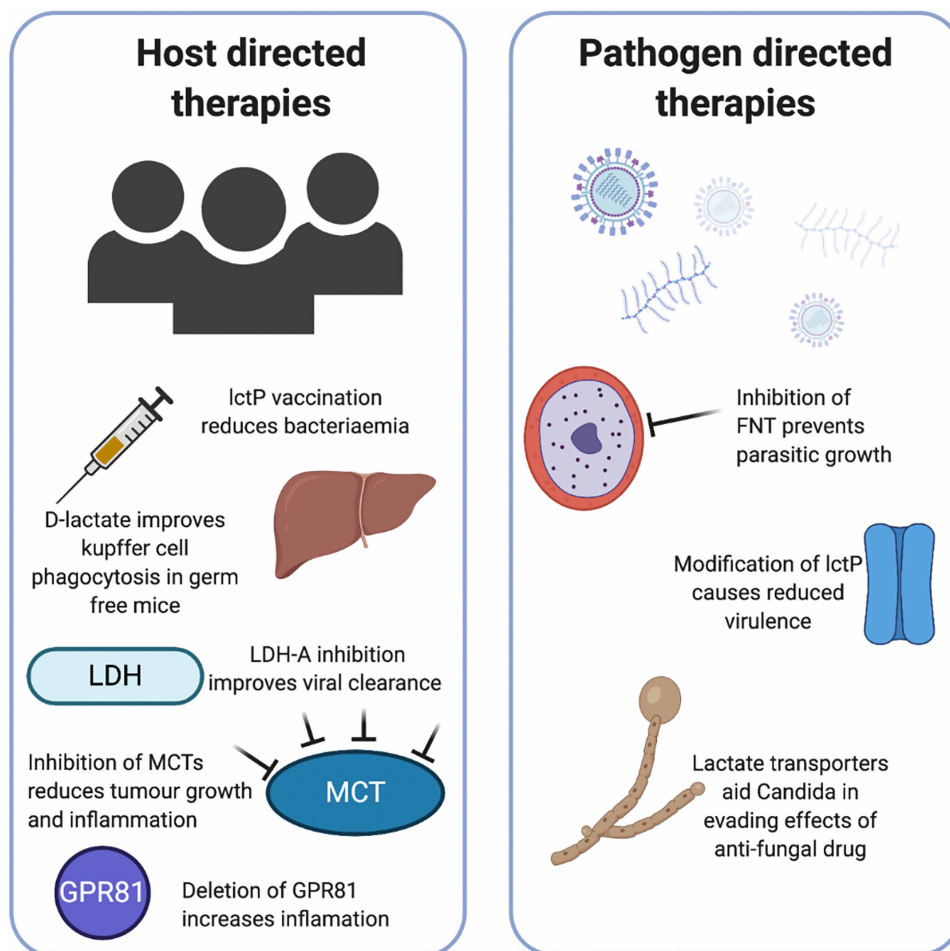 Host directed
therapies
lctP vaccination
reduces bacteriaemia
D-lactate improves
kupffer cell
phagocytosis in germ
free mice
LDH
LDH-A inhibition
improves viral clearance
Inhibition of MCTs
reduces tumour growth
and inflammation
MCT
GPR81
Deletion of GPR81
increases inflamation
Pathogen directed
therapies
Inhibition of
FNT prevents
parasitic growth
Modification of lctP
causes reduced
virulence
Lactate transporters
aid Candida in
evading effects of
anti-fungal drug